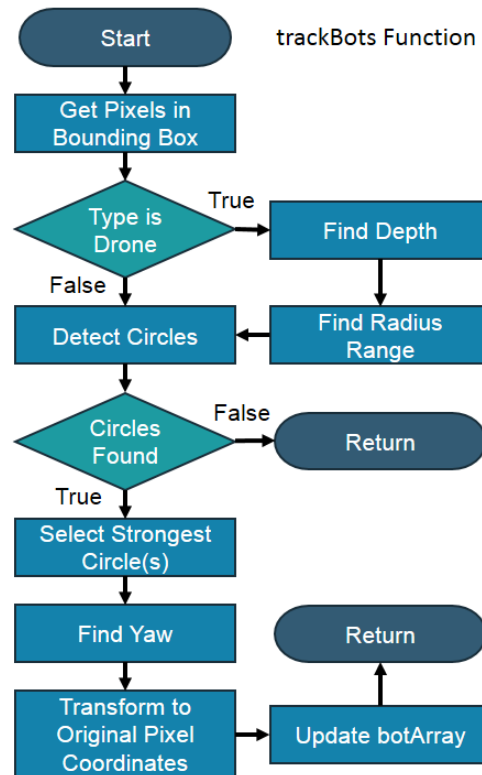 Start
trackBots Function
Get Pixels in
Bounding Box
Type is
Drone
True
Find Depth
False
Detect Circles
Find Radius
Range
Circles
Found
False
Return
True
Select Strongest
Circle(s)
Find Yaw
Return
Transform to
Original Pixel
Coordinates
Update botArray